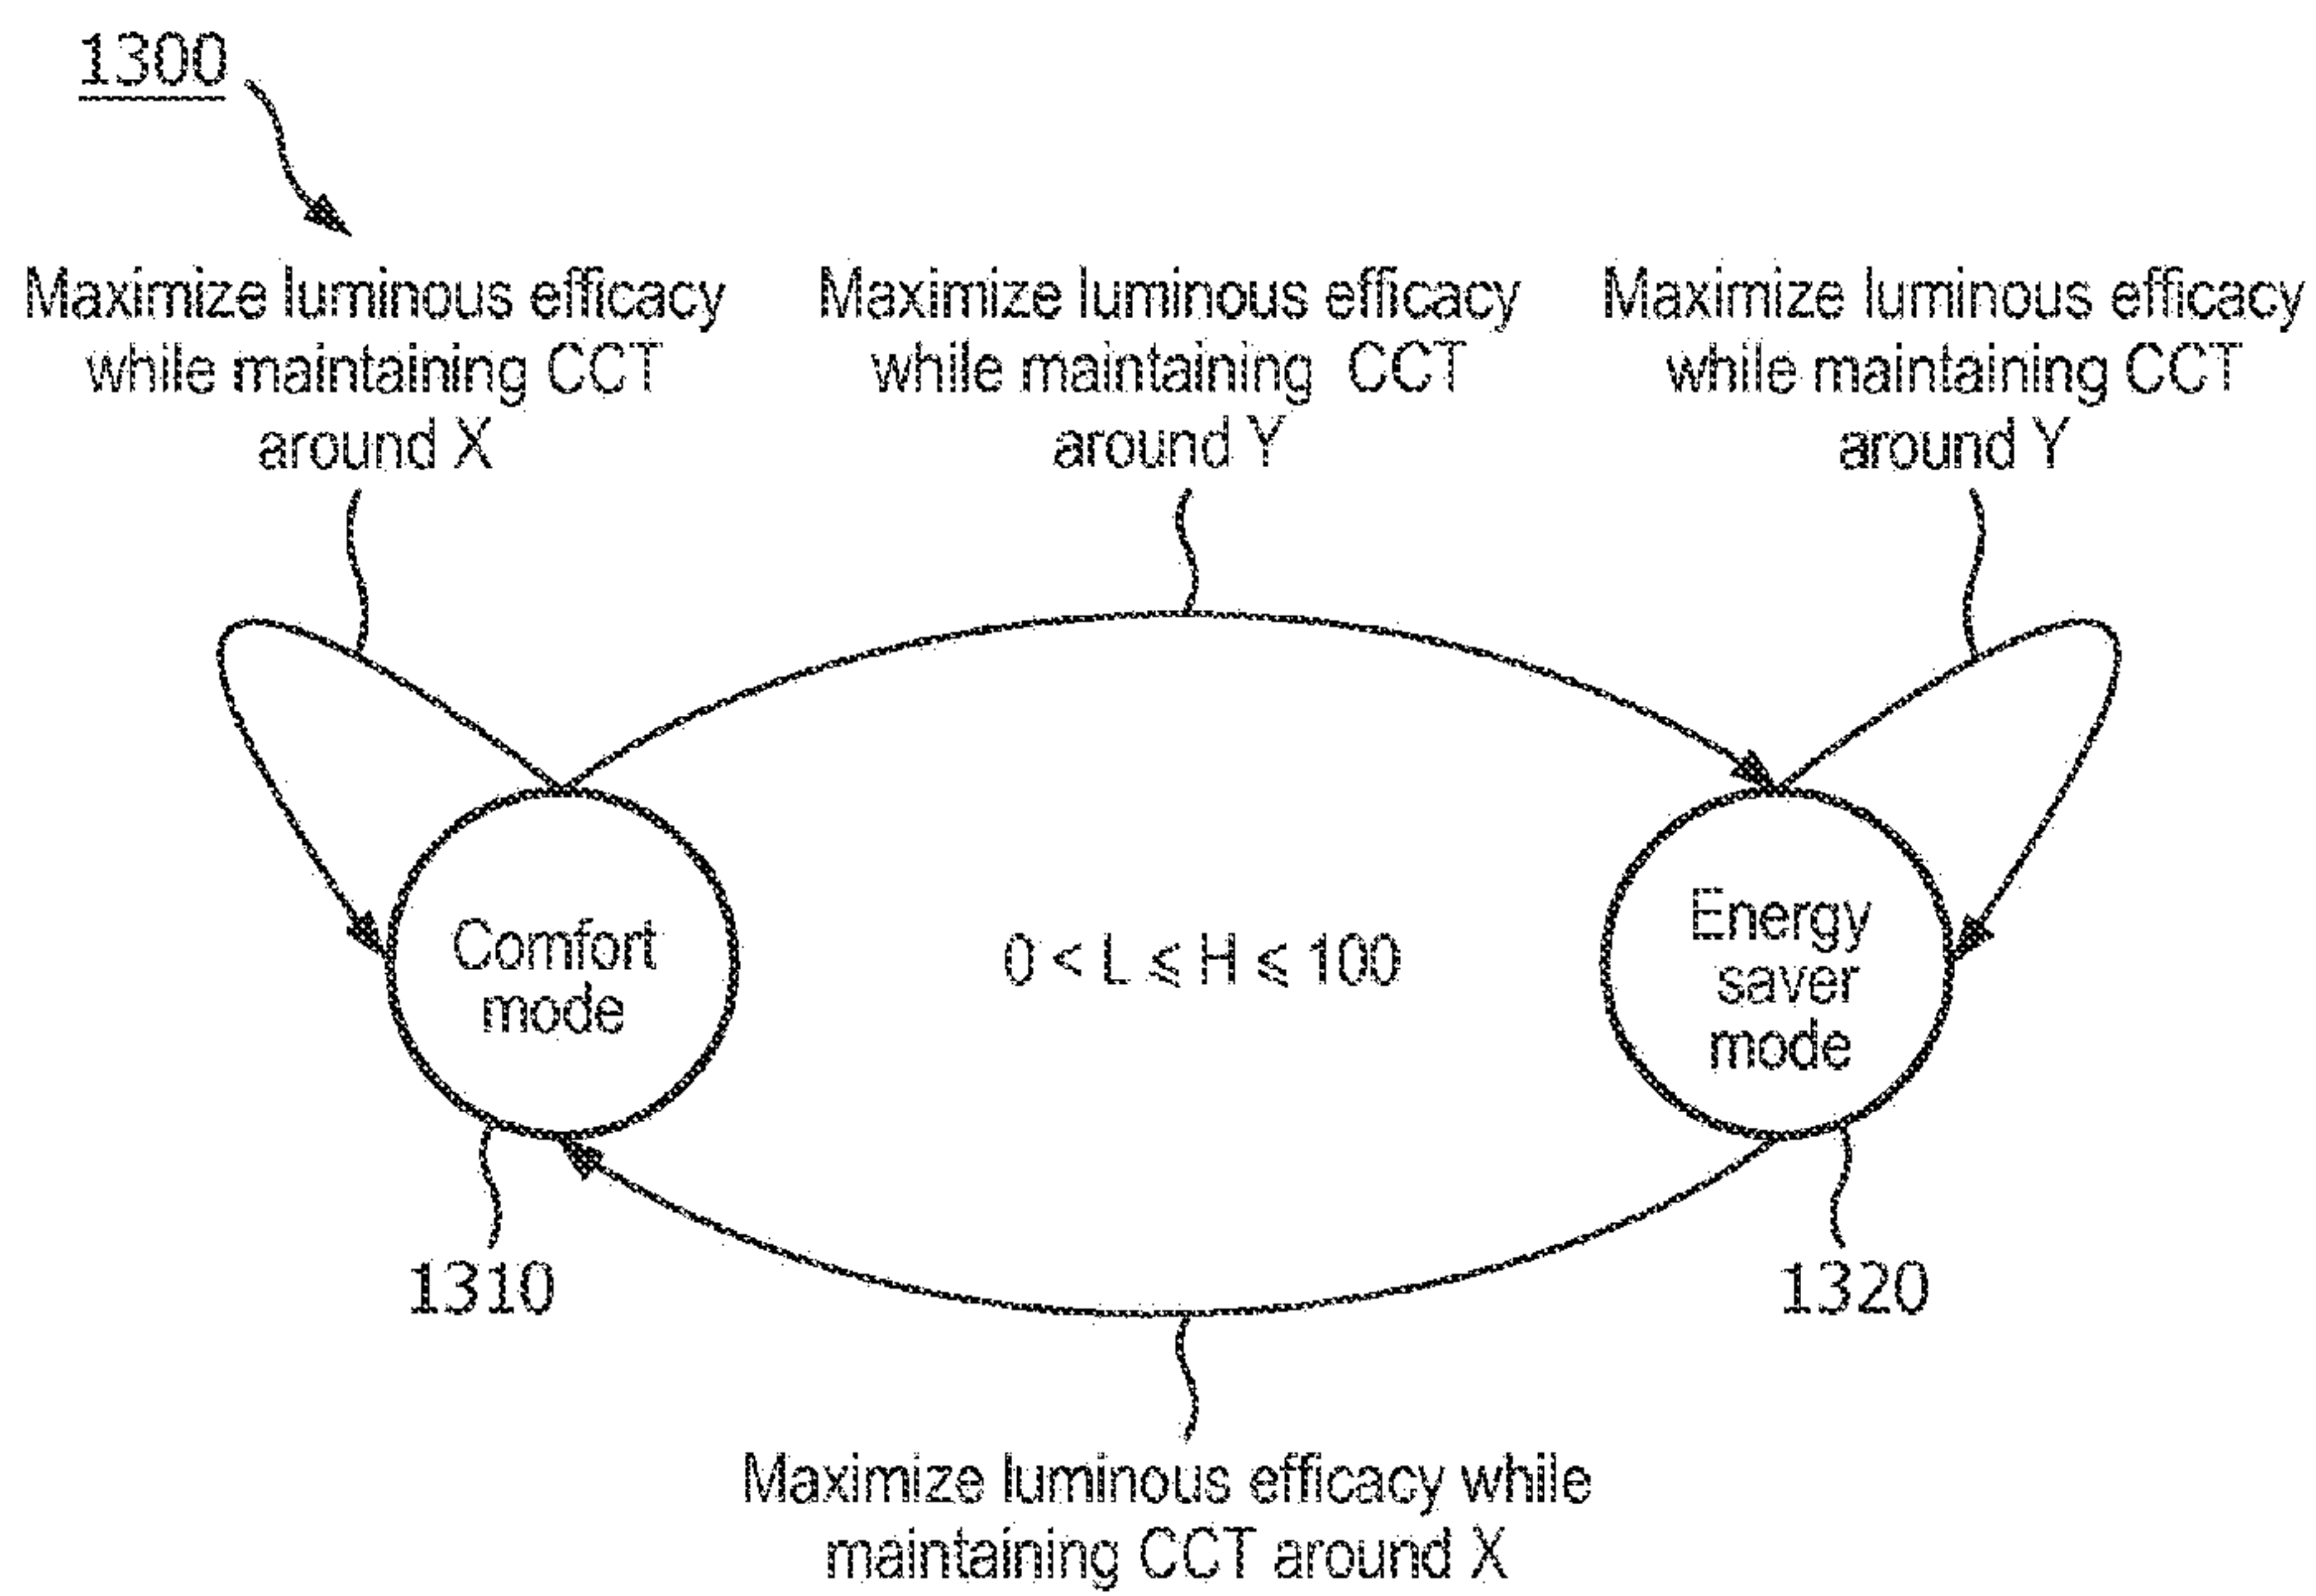 1300
Maximize luminous efficacy
while maintaining CCT
around X
Maximize luminous efficacy
while maintaining CCT
around Y
Maximize luminous efficacy
while maintaining CCT
around Y
Comfort
mode
0 < L ≤ H ≤ 100
Energy
saver
mode
1310
1320
Maximize luminous efficacy while
maintaining CCT around X